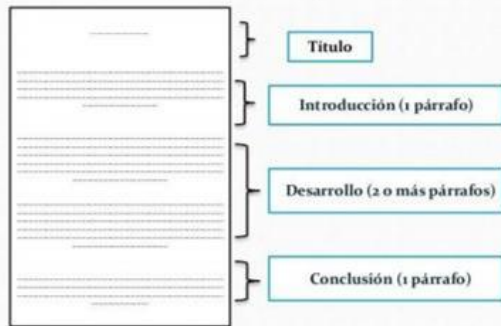 Título
Introducción (1 párrafo)
Desarrollo (2 o más párrafos)
Conclusión (1 párrafo)